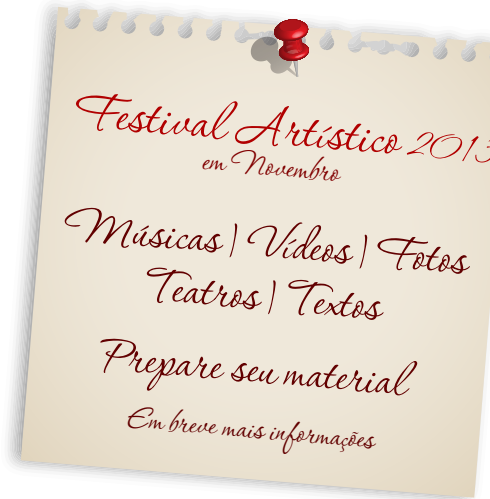 Festival Artístico 2013
em Novembro
Músicas | Vídeos | Fotos
Teatros | Textos
Prepare seu material
Em breve mais informações